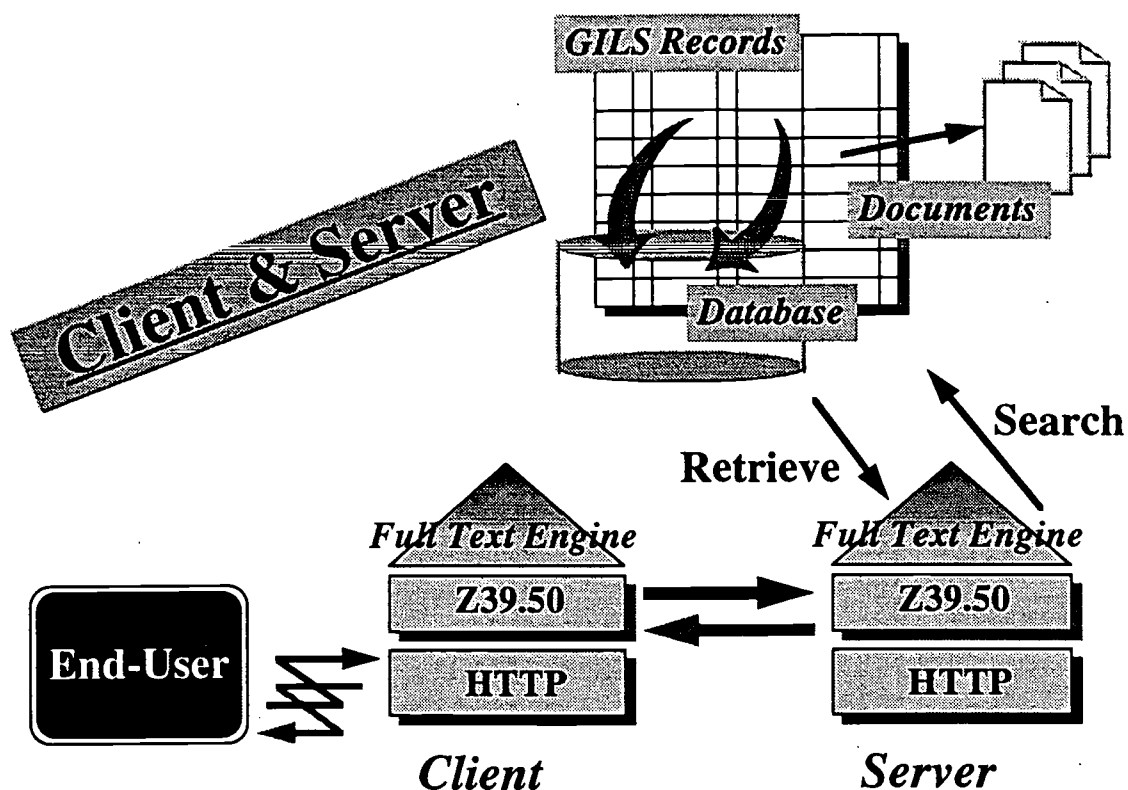 GILS Records
Documents
Client & Server
Database
Search
Retrieve
Full Text Engine
Full Text Engine
Z39.50
Z39.50
End-User
HTTP
HTTP
Client
Server